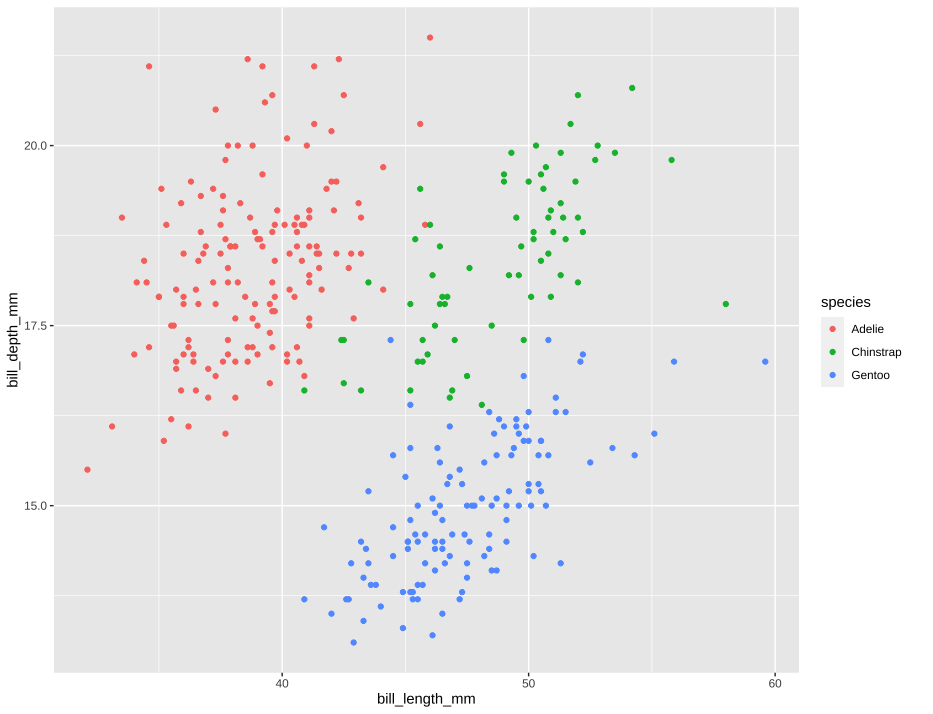 20.0
17.5
15.0
bill_depth_mm
40
50
60
bill_length_mm
species
Adelie
Chinstrap
Gentoo